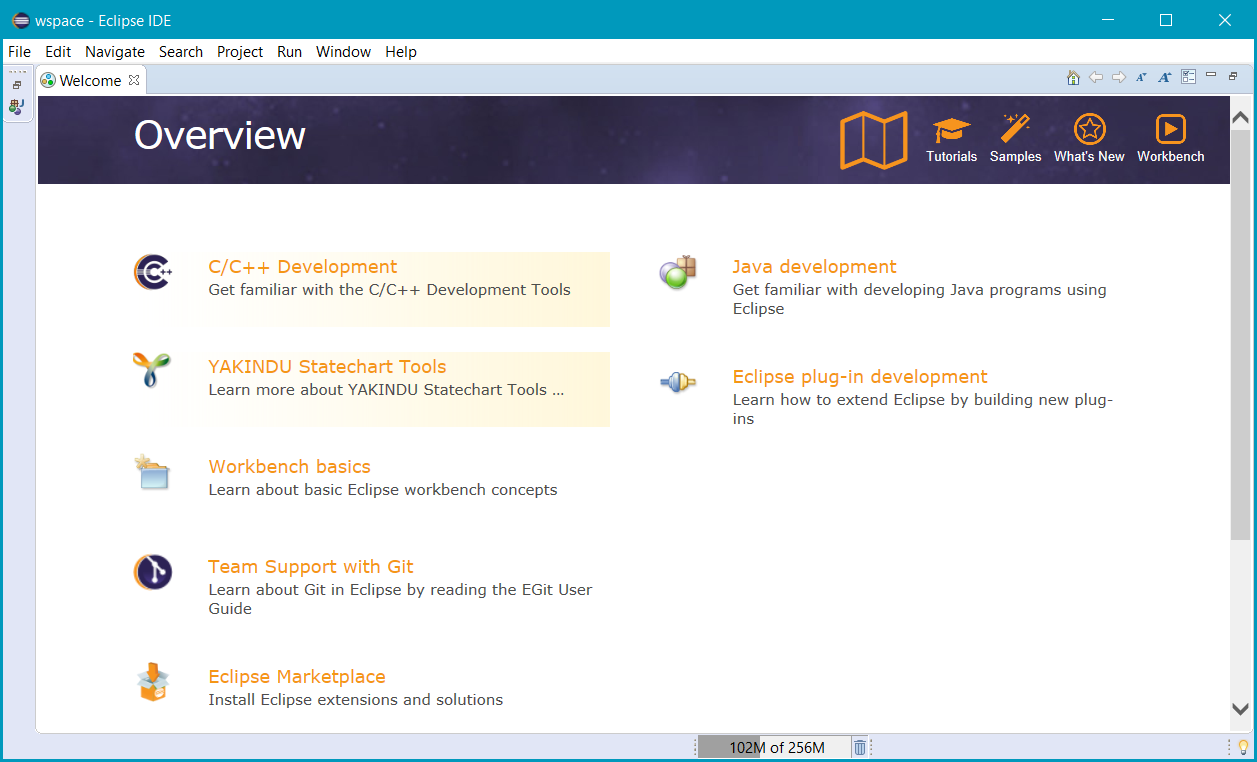 wspace - Eclipse IDE
File Edit Navigate Search Project Run Window Help
Welcome
Overview
Tutorials Samples What's New Workbench
C/C++ Development
Get familiar with the C/C++ Development Tools
Java development
Get familiar with developing Java programs using
Eclipse
YAKINDU Statechart Tools
Learn more about YAKINDU Statechart Tools ...
Eclipse plug-in development
Learn how to extend Eclipse by building new plug-
ins
Workbench basics
Learn about basic Eclipse workbench concepts
Team Support with Git
Learn about Git in Eclipse by reading the EGit User
Guide
Eclipse Marketplace
Install Eclipse extensions and solutions
102M of 256M